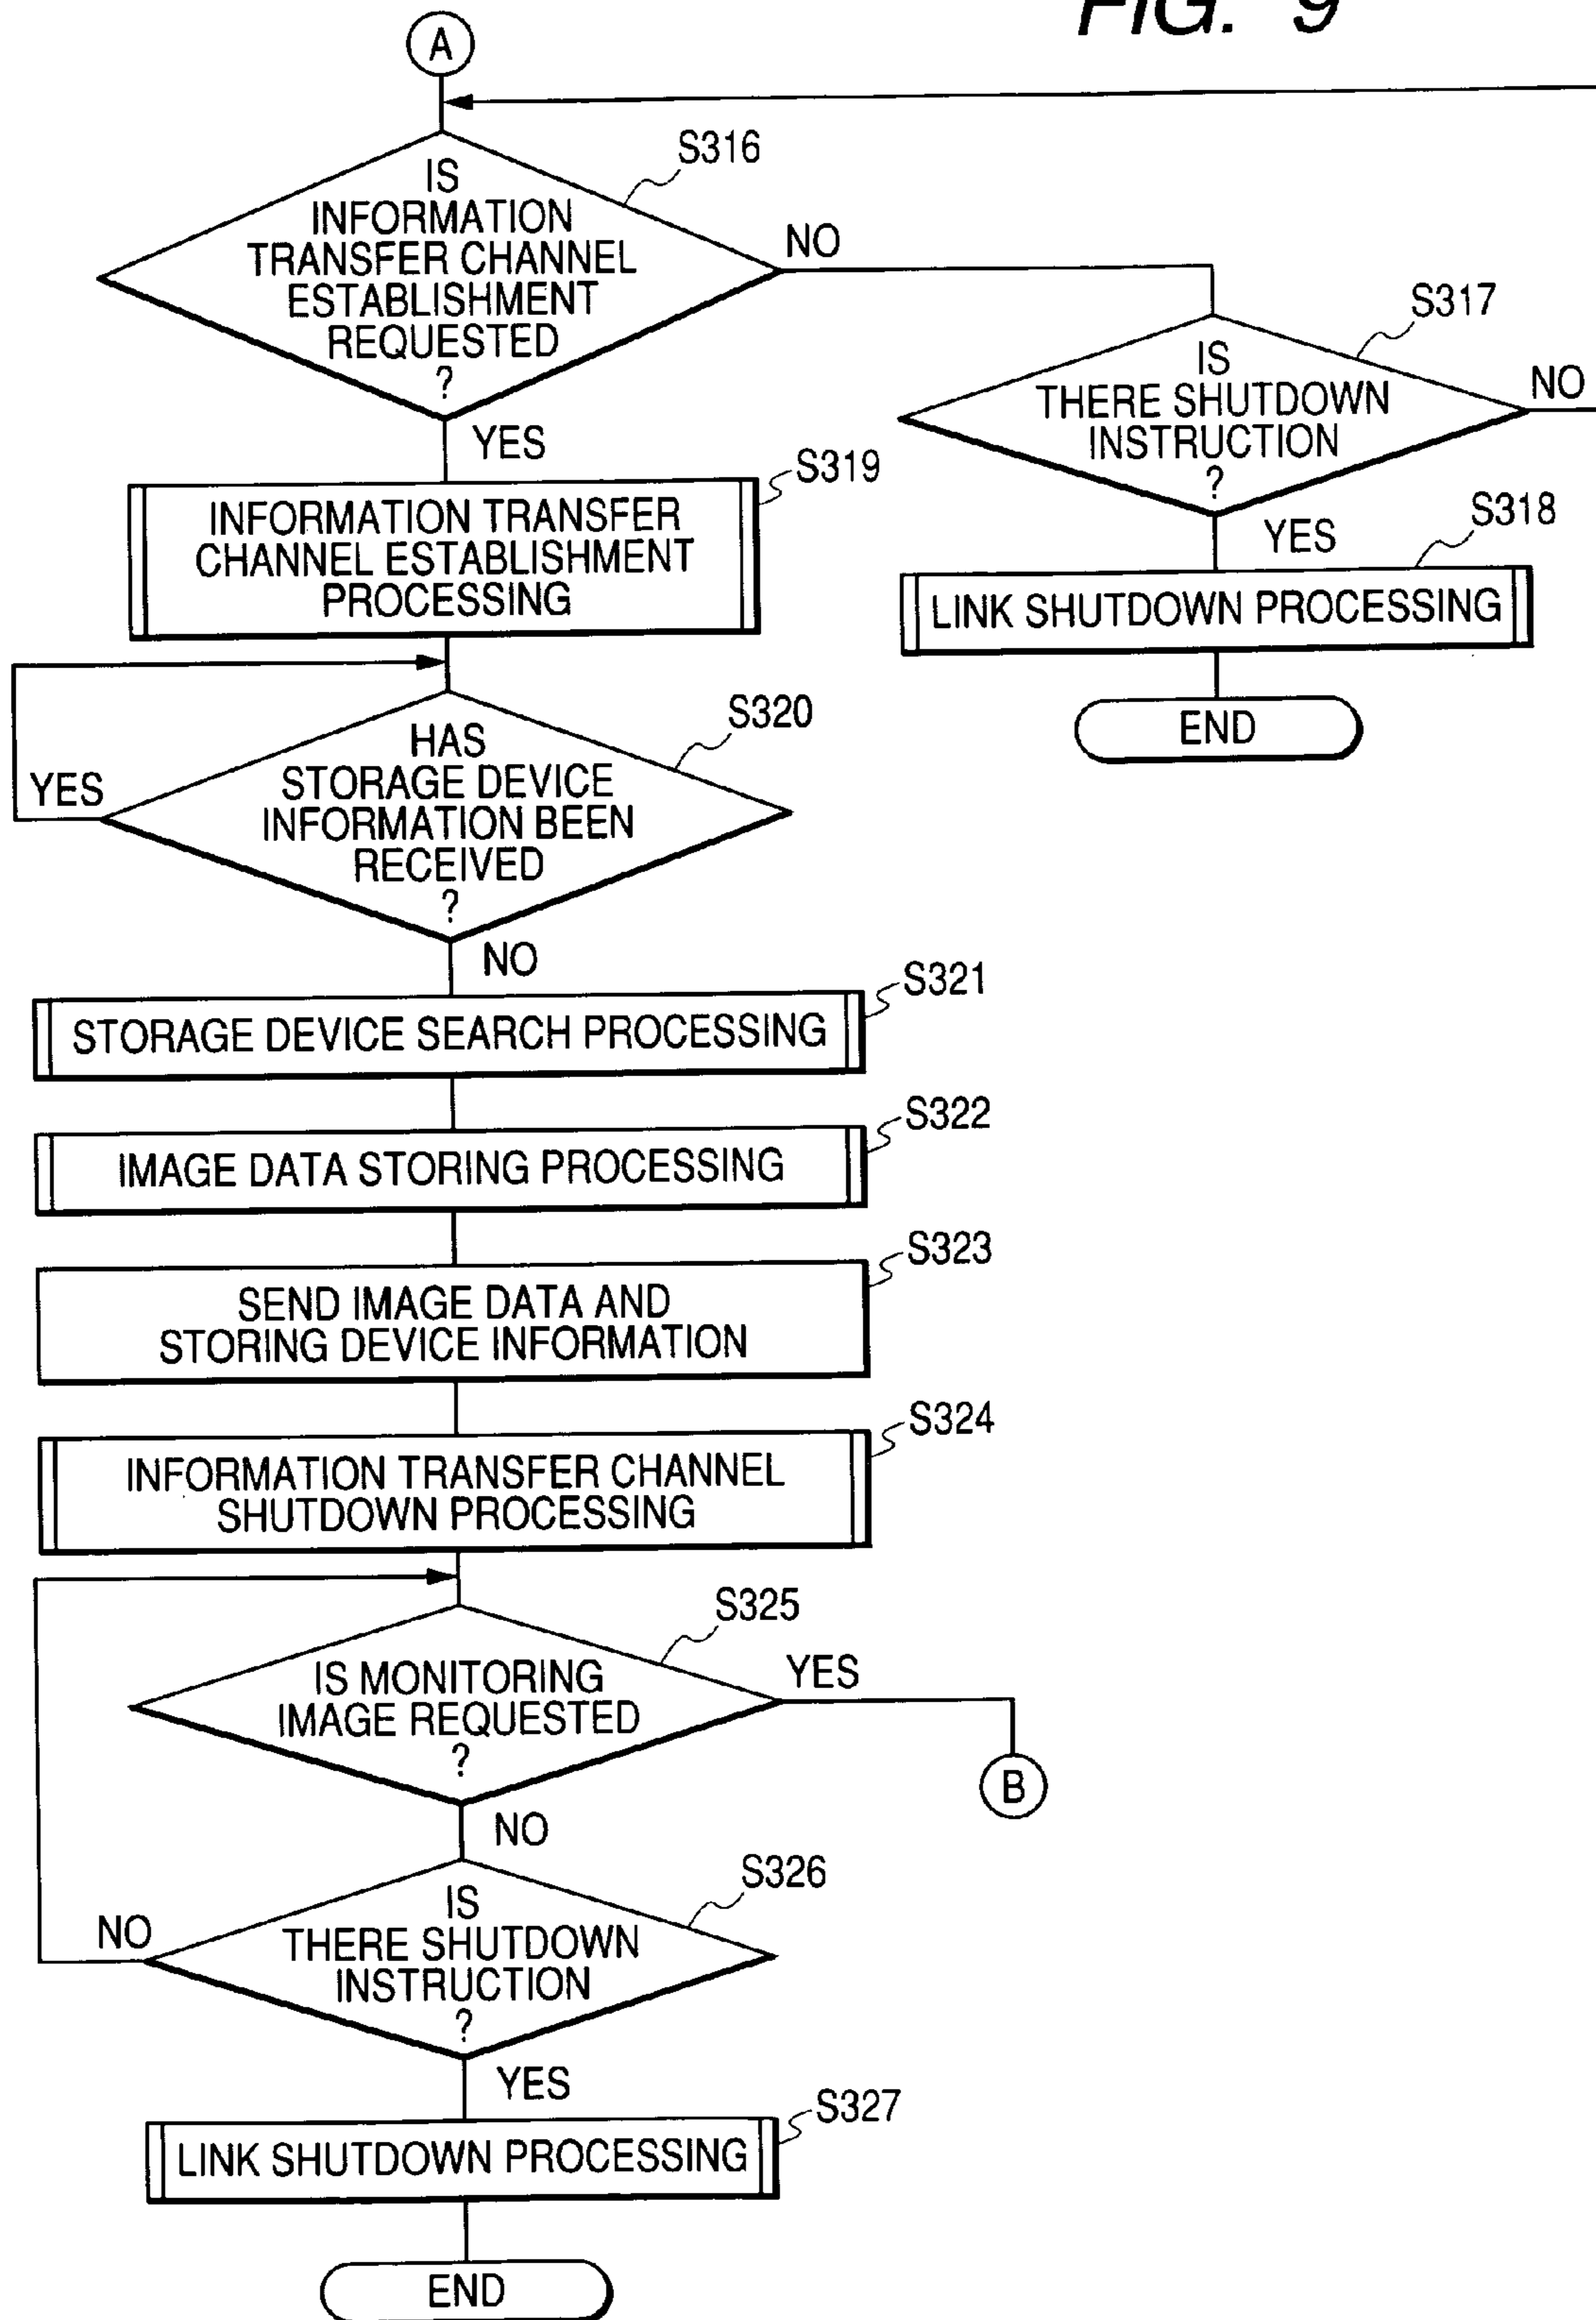 FIG. 9
A
S316
IS
INFORMATION
TRANSFER CHANNEL
ESTABLISHMENT
REQUESTED
?
NO
YES
S317
IS
THERE SHUTDOWN
INSTRUCTION
?
NO
YES
S318
LINK SHUTDOWN PROCESSING
END
S319
INFORMATION TRANSFER
CHANNEL ESTABLISHMENT
PROCESSING
S320
HAS
STORAGE DEVICE
INFORMATION BEEN
RECEIVED
?
YES
NO
S321
STORAGE DEVICE SEARCH PROCESSING
S322
IMAGE DATA STORING PROCESSING
S323
SEND IMAGE DATA AND
STORING DEVICE INFORMATION
S324
INFORMATION TRANSFER CHANNEL
SHUTDOWN PROCESSING
S325
IS MONITORING
IMAGE REQUESTED
?
YES
B
NO
S326
IS
THERE SHUTDOWN
INSTRUCTION
?
NO
YES
S327
LINK SHUTDOWN PROCESSING
END